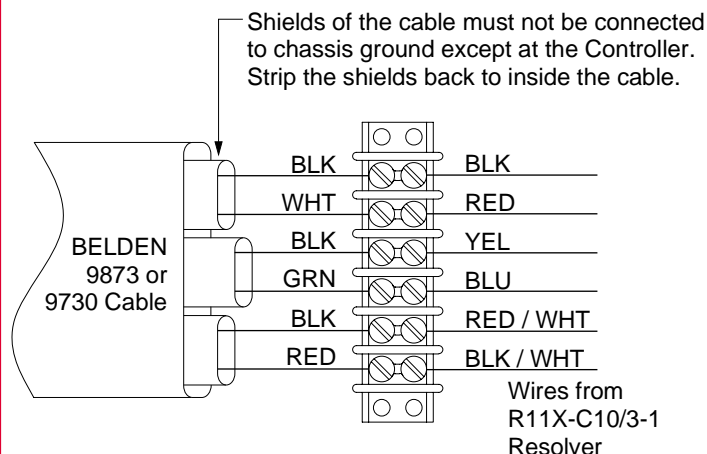 Shields of the cable must not be connected
to chassis ground except at the Controller.
Strip the shields back to inside the cable.
BLK BLK
WHT RED
BLK YEL
GRN BLU
BLK RED / WHT
RED BLK / WHT
BELDEN
9873 or
9730 Cable
Wires from
R11X-C10/3-1
Resolver